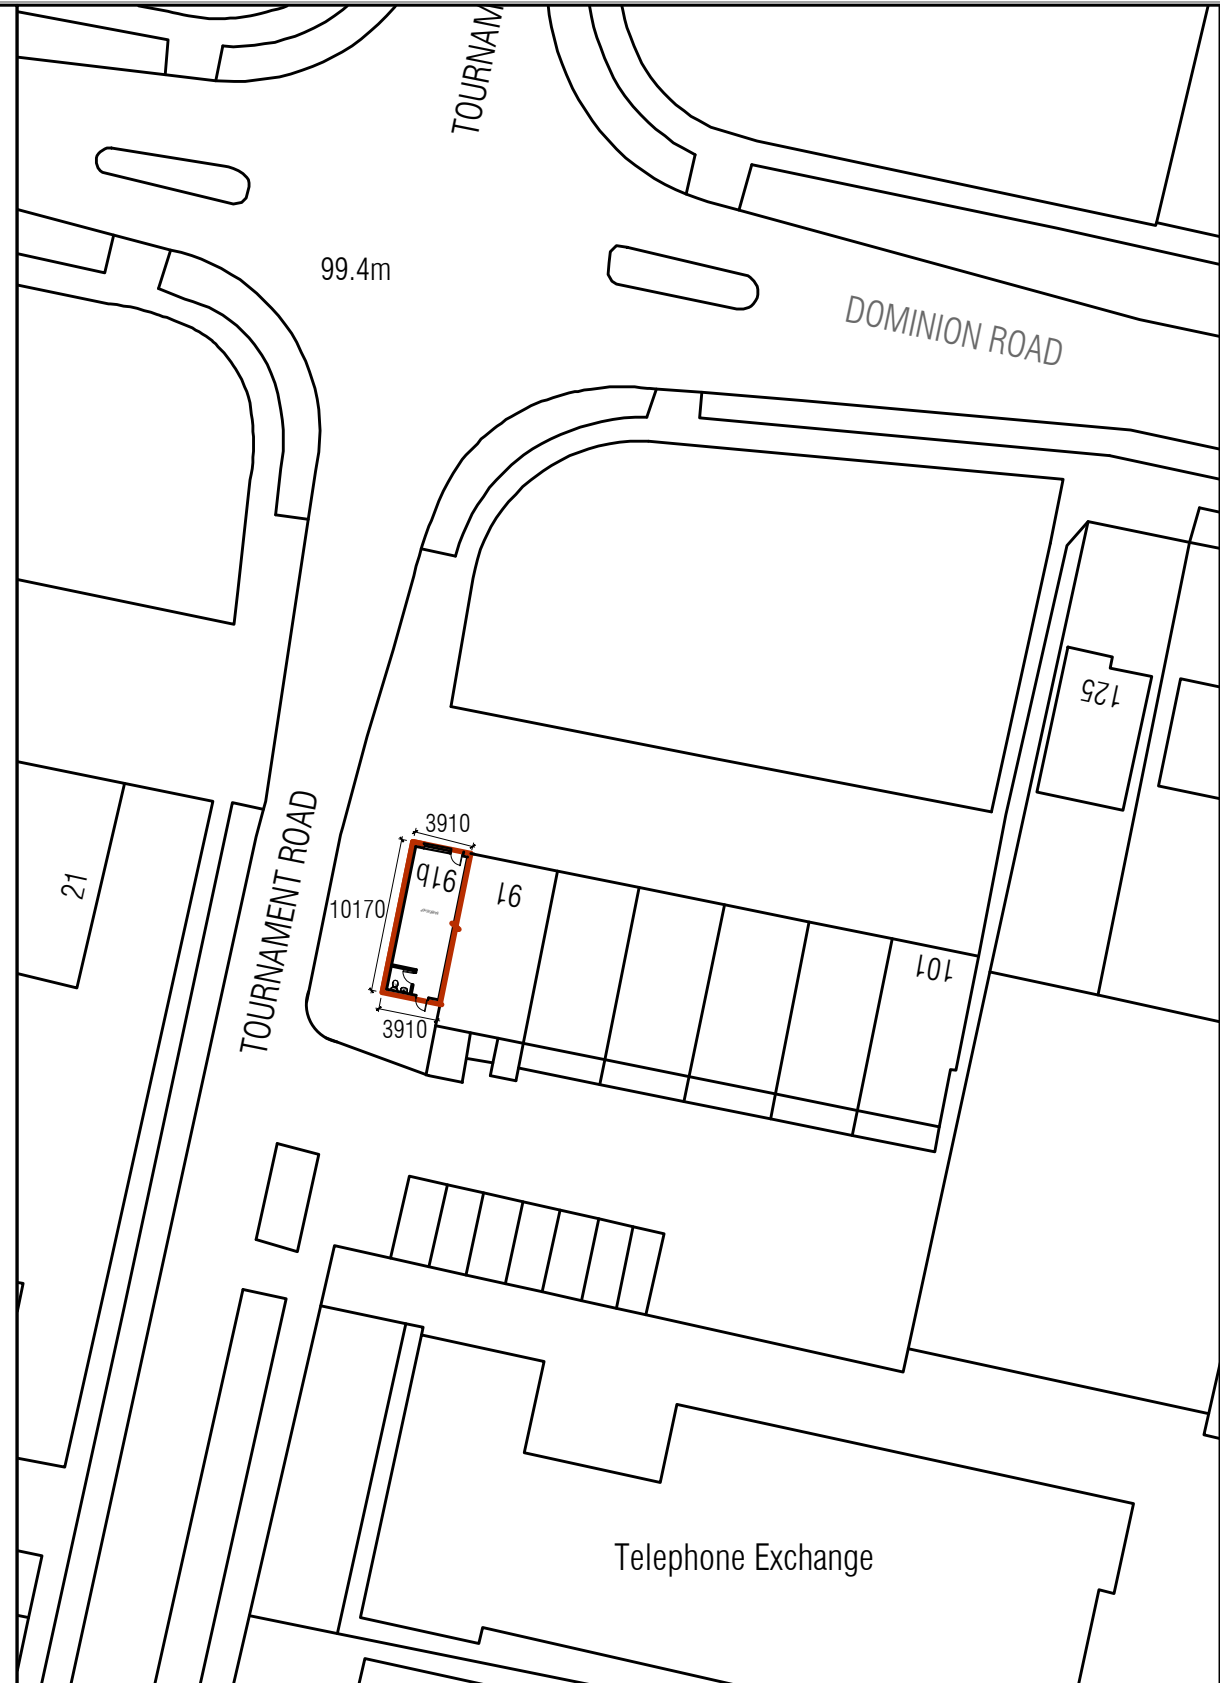 TOURNAM
99.4m
DOMINION ROAD
125
3910
91b
91
21
10170
TOURNAMENT ROAD
101
3910
Telephone Exchange